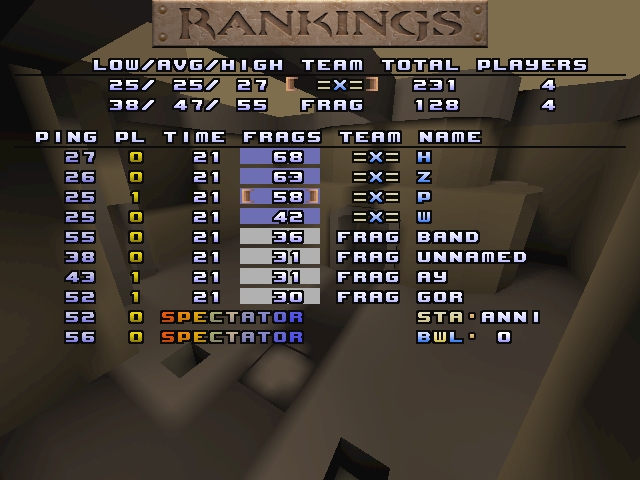 RANKINGS
LOW/AVG/HIGH TEAM TOTAL PLAYERS
25/ 25/ 27 [ =X= ] 231 4
38/ 47/ 55 FRAG 128 4
PING PL TIME FRAGS TEAM NAME
27 0 21 68 =X= H
26 0 21 63 =X= Z
25 1 21 [ 58 ] =X= P
25 0 21 42 =X= W
55 0 21 36 FRAG BAND
38 0 21 31 FRAG UNNAMED
43 1 21 31 FRAG AY
52 1 21 30 FRAG GOR
52 0 SPECTATOR STA·ANNI
56 0 SPECTATOR BWL· O